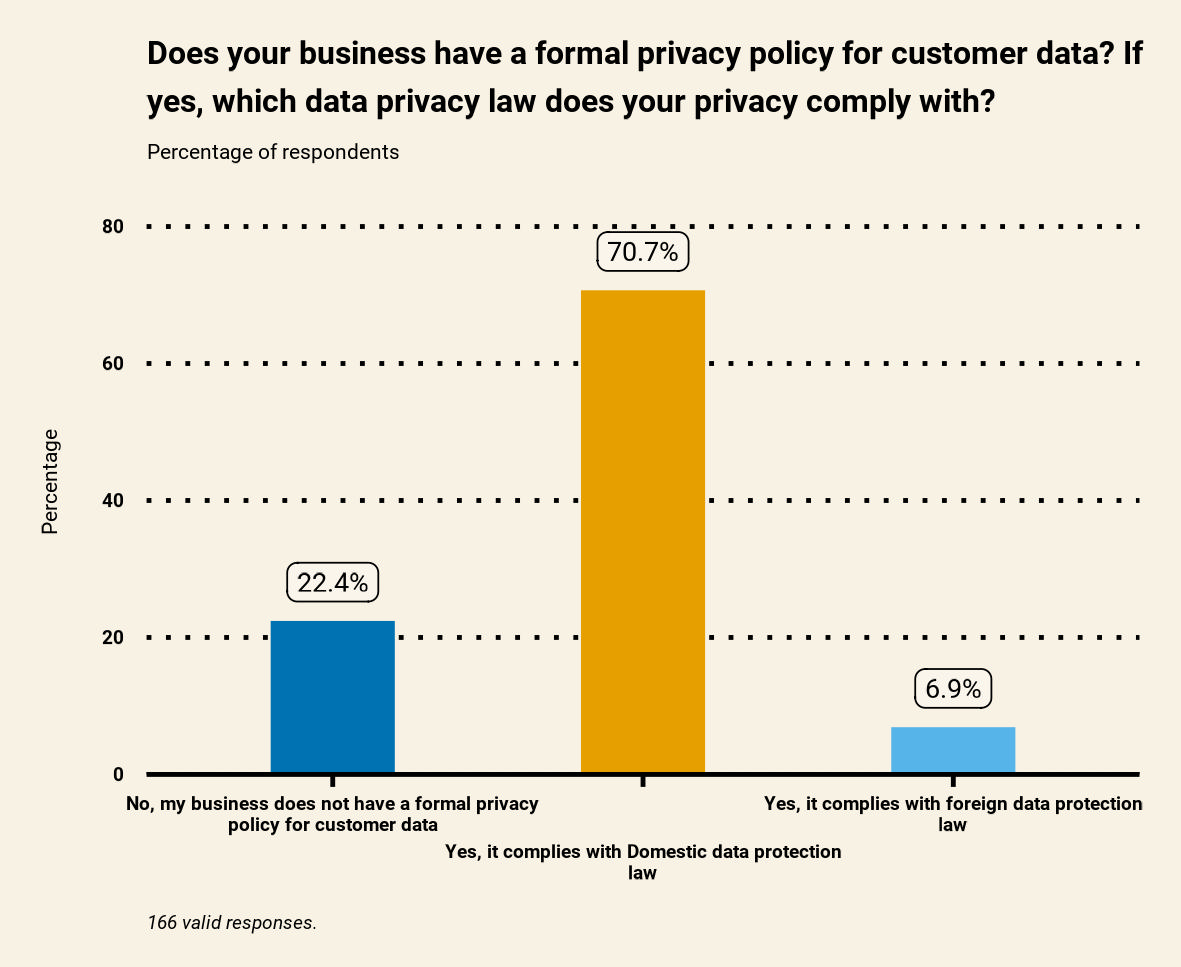 Does your business have a formal privacy policy for customer data? If
yes, which data privacy law does your privacy comply with?
Percentage of respondents
80
70.7%
60
Percentage
40
22.4%
20
6.9%
0
No, my business does not have a formal privacy
policy for customer data
Yes, it complies with Domestic data protection
law
Yes, it complies with foreign data protection
law
166 valid responses.